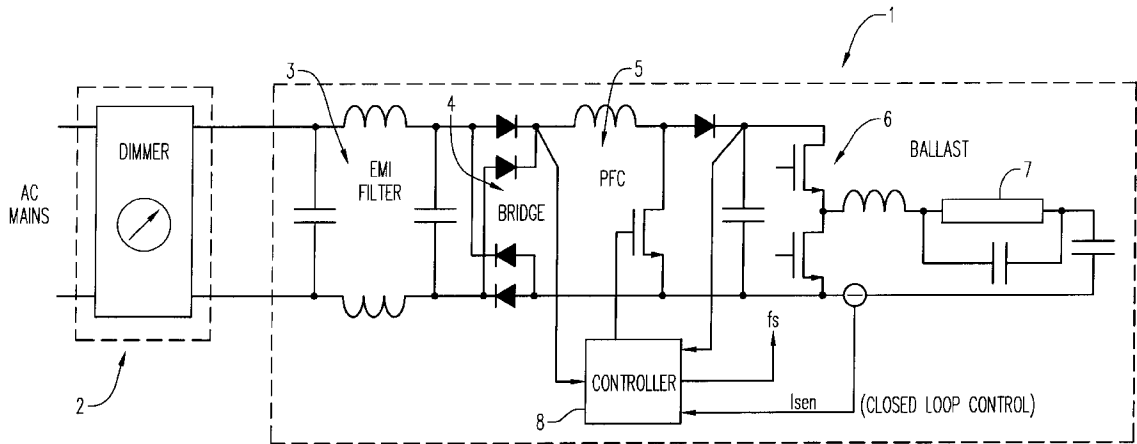 1
2
3
4
5
6
7
8
AC
MAINS
DIMMER
EMI
FILTER
BRIDGE
PFC
BALLAST
CONTROLLER
fs
Isen
(CLOSED LOOP CONTROL)